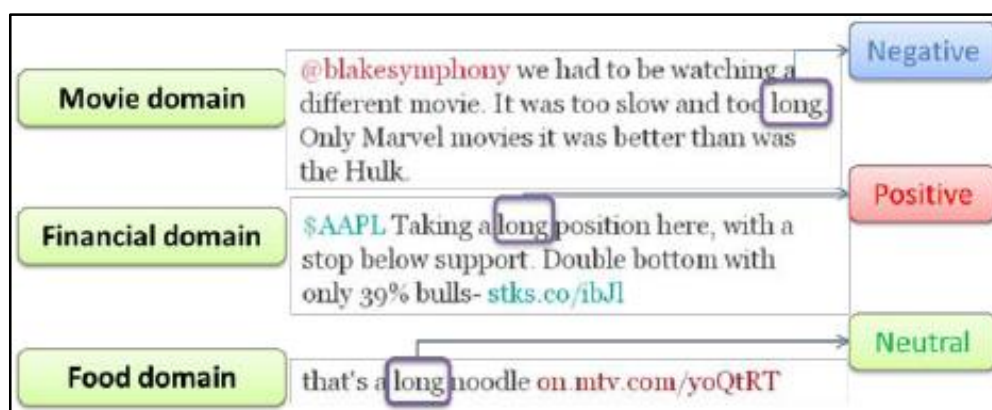 Negative
@blakesymphony we had to be watching a
Movie domain
different movie. It was too slow and too long.
Only Marvel movies it was better than was
the Hulk.
Positive
Financial domain
$AAPL Taking a long position here, with a
stop below support. Double bottom with
only 39% bulls- stks.co/ibJl
Neutral
Food domain
that's a long noodle on.mtv.com/yoQtRT